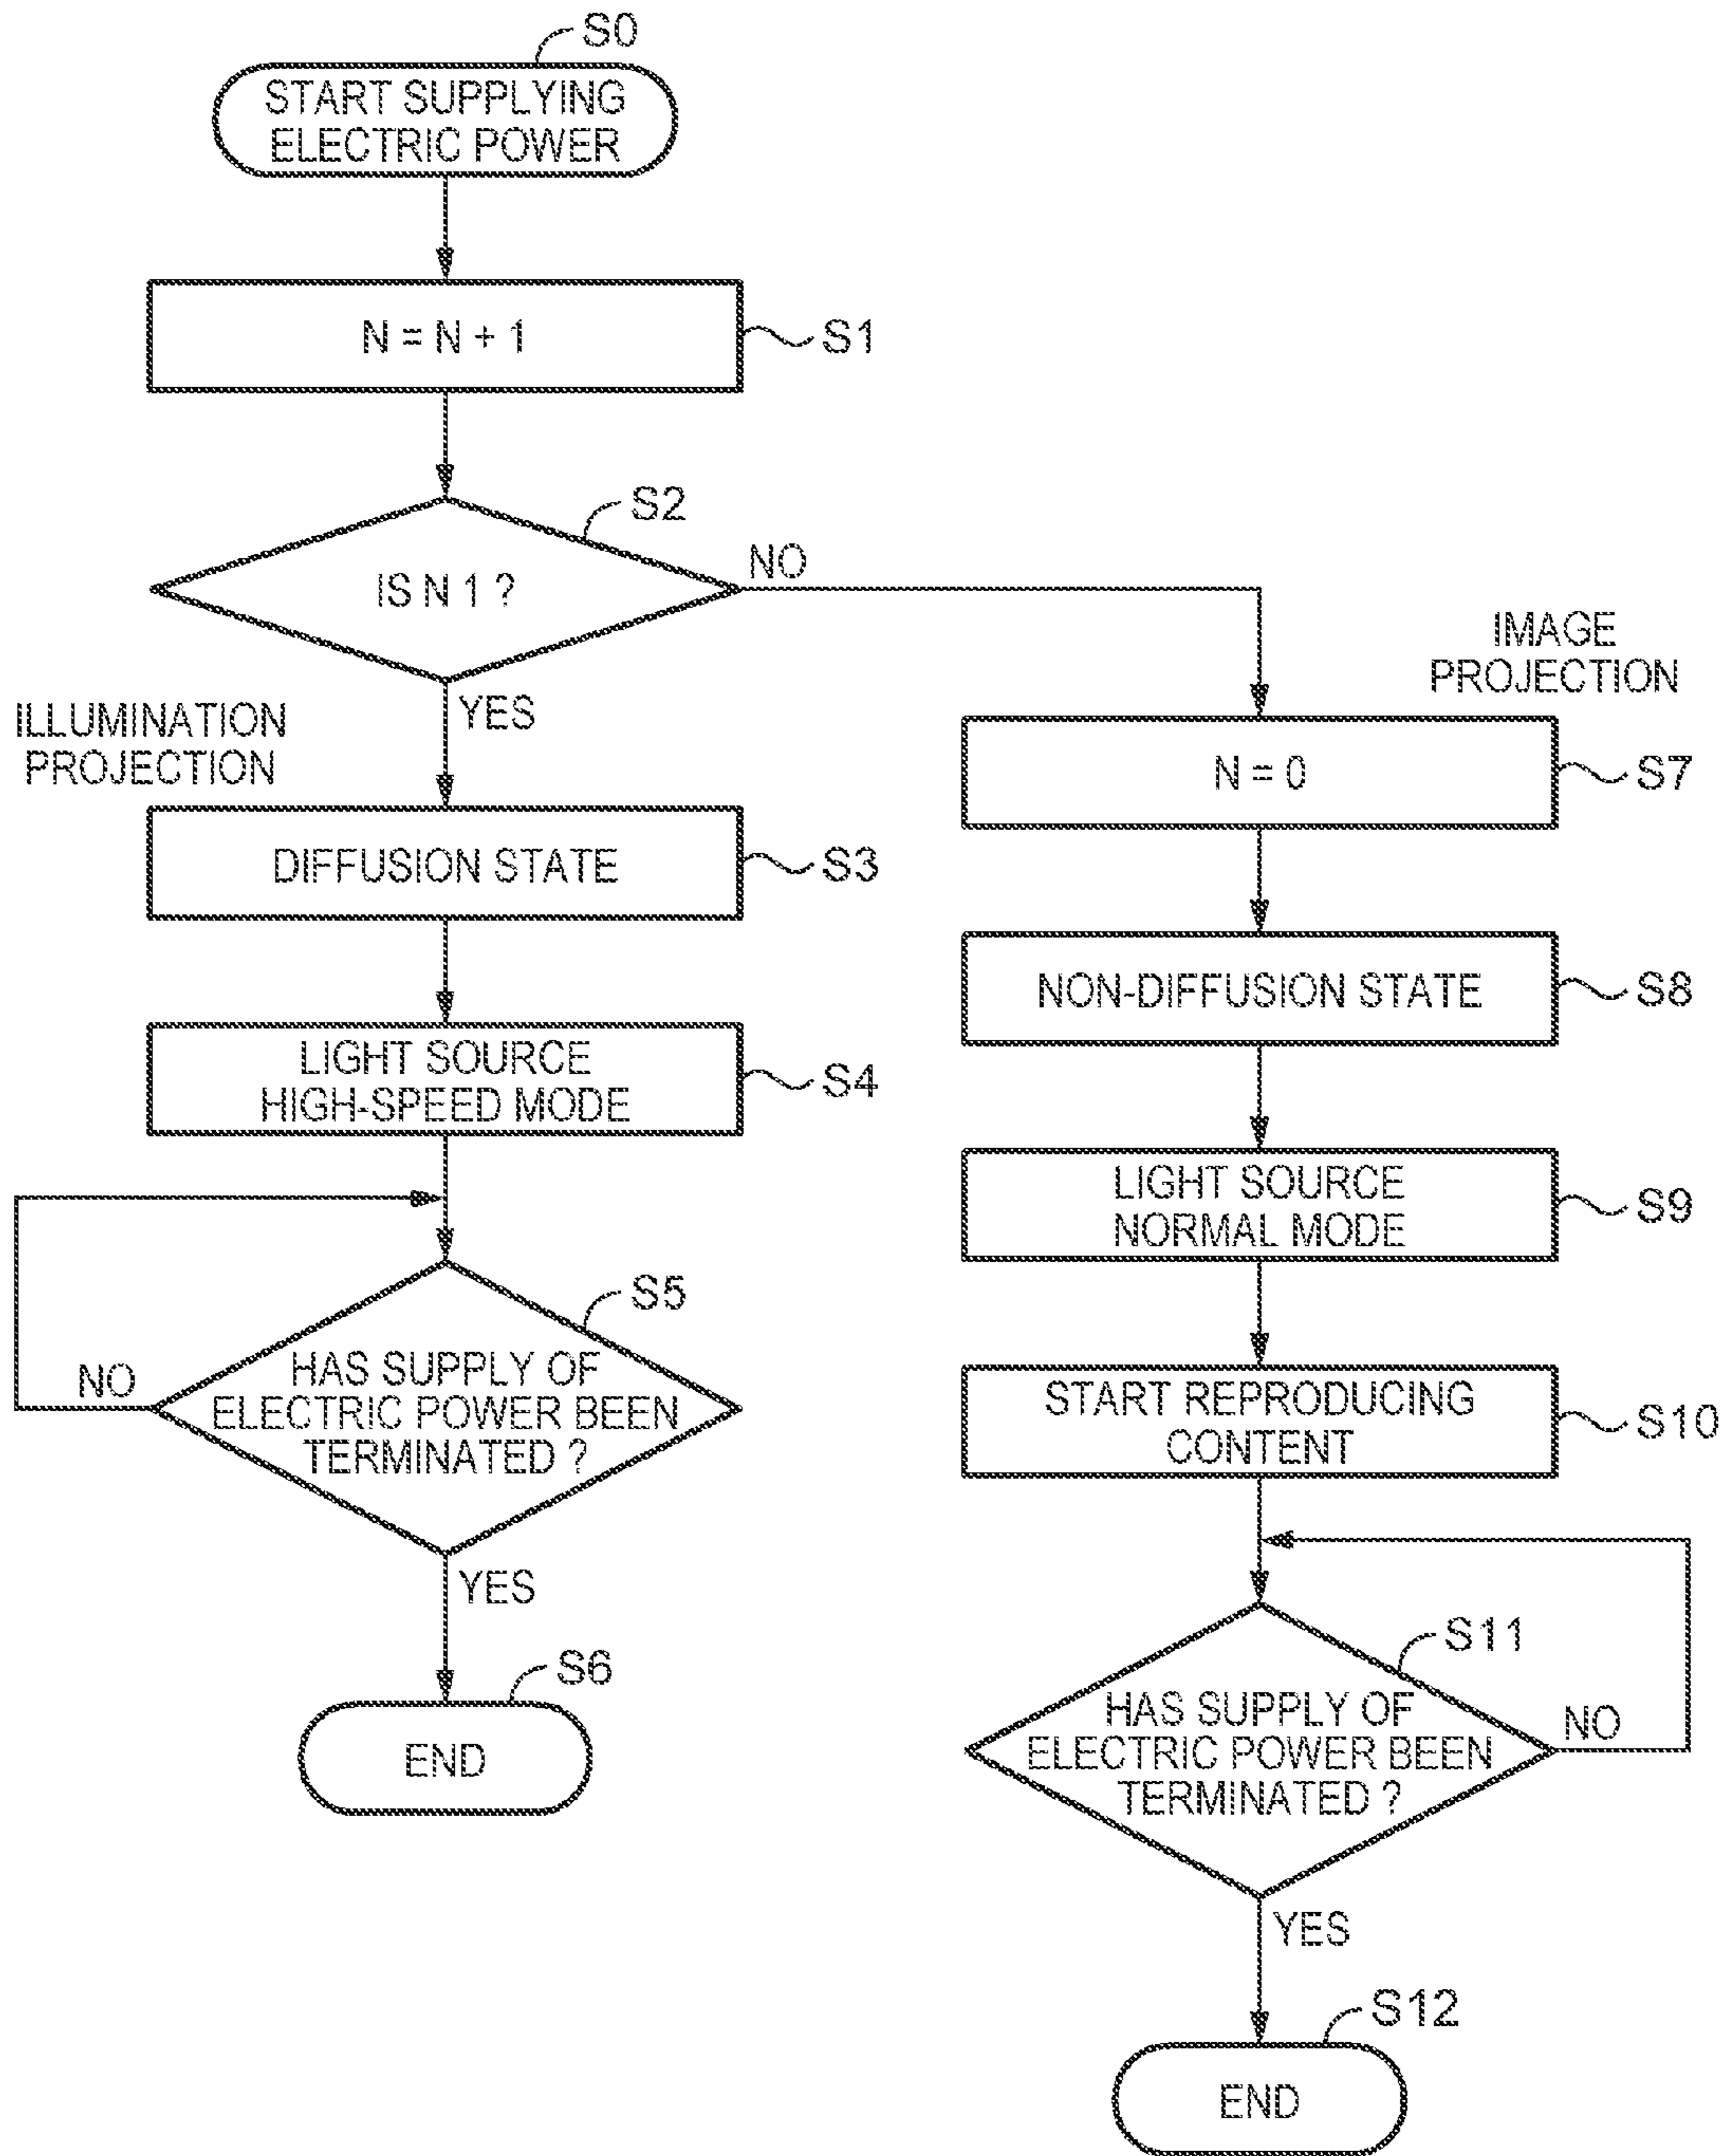 S0
START SUPPLYING
ELECTRIC POWER
N = N + 1
S1
S2
IS N 1 ?
NO
YES
ILLUMINATION
PROJECTION
DIFFUSION STATE
S3
LIGHT SOURCE
HIGH-SPEED MODE
S4
S5
HAS SUPPLY OF
ELECTRIC POWER BEEN
TERMINATED ?
NO
YES
S6
END
IMAGE
PROJECTION
N = 0
S7
NON-DIFFUSION STATE
S8
LIGHT SOURCE
NORMAL MODE
S9
START REPRODUCING
CONTENT
S10
S11
HAS SUPPLY OF
ELECTRIC POWER BEEN
TERMINATED ?
NO
YES
S12
END